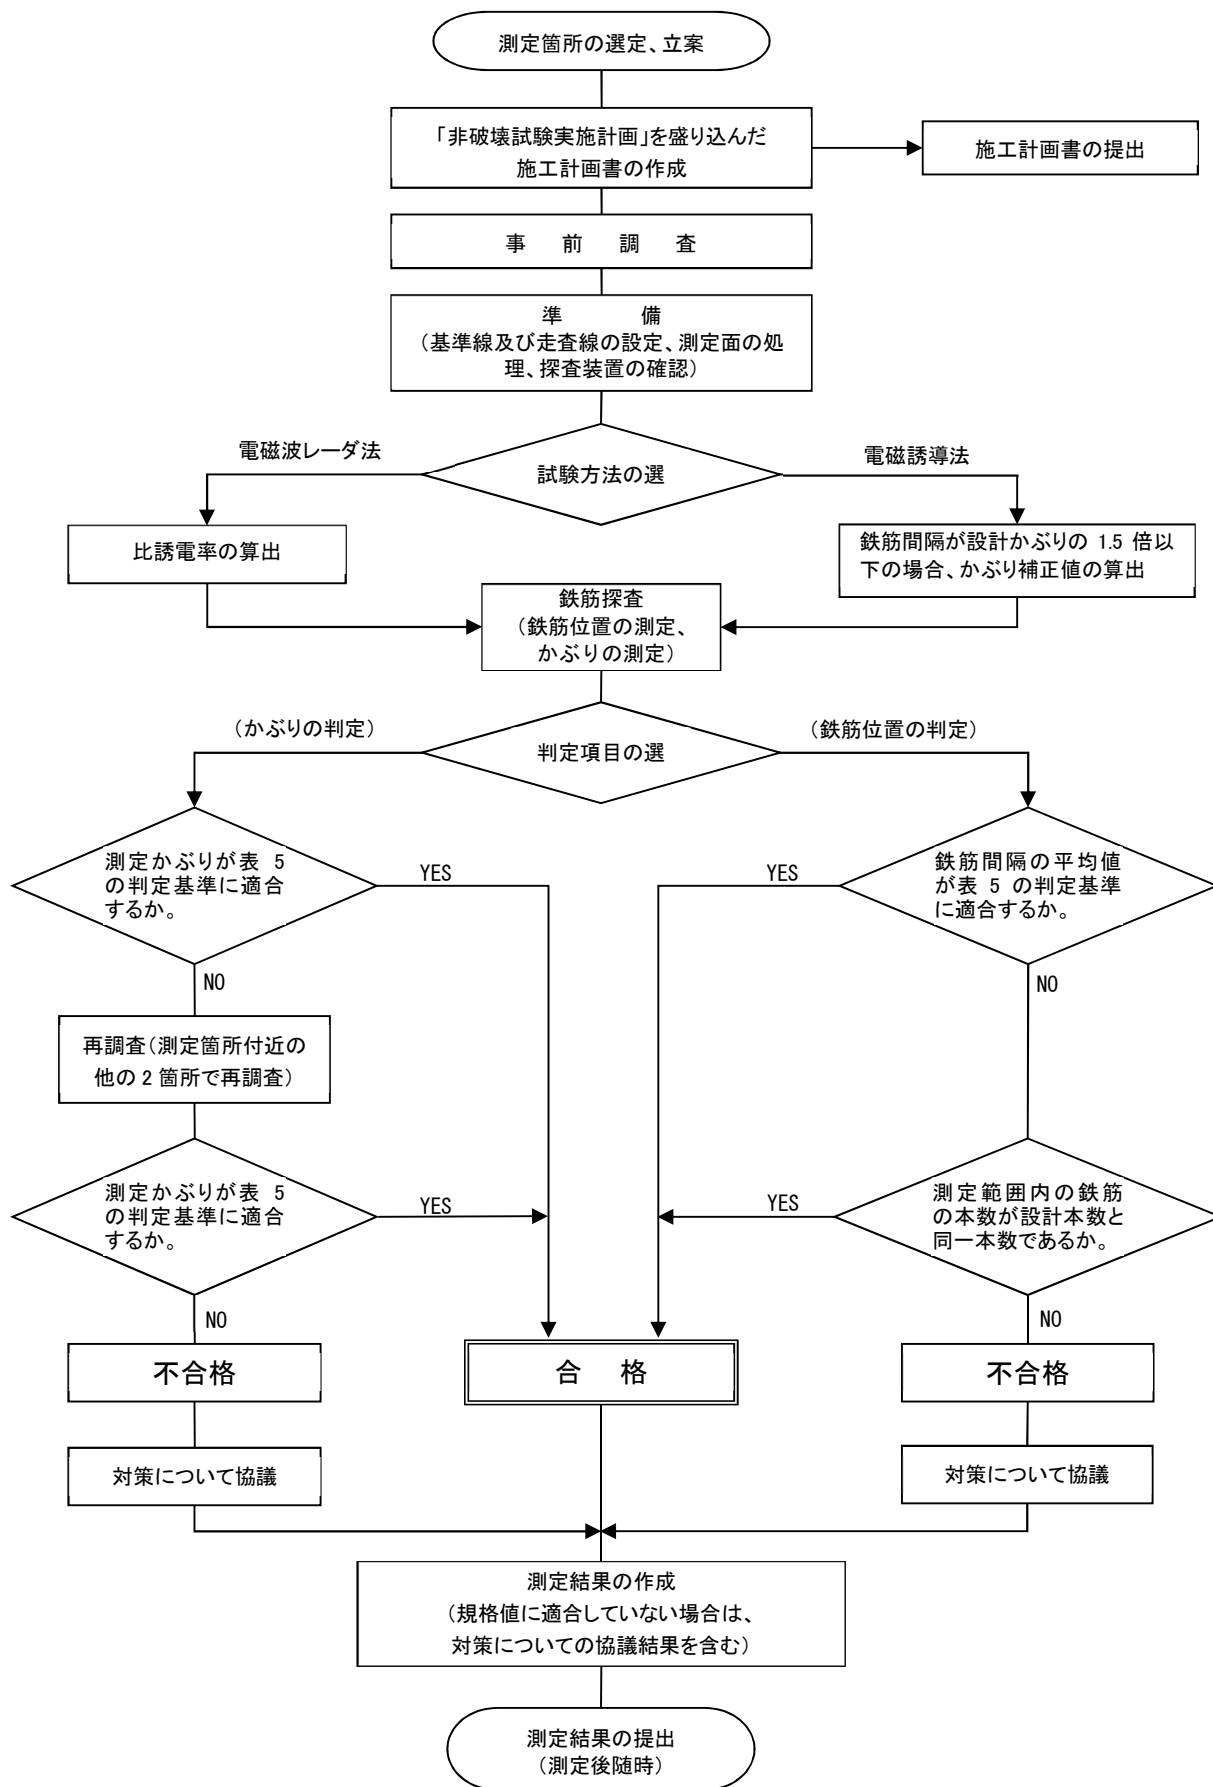 測定箇所の選定、立案
「非破壊試験実施計画」を盛り込んだ
施工計画書の作成
施工計画書の提出
事　前　調　査
準　　　備
（基準線及び走査線の設定、測定面の処
理、探査装置の確認）
電磁波レーダ法
試験方法の選
電磁誘導法
比誘電率の算出
鉄筋間隔が設計かぶりの 1.5 倍以
下の場合、かぶり補正値の算出
鉄筋探査
（鉄筋位置の測定、
かぶりの測定）
（かぶりの判定）
判定項目の選
（鉄筋位置の判定）
測定かぶりが表 5
の判定基準に適合
するか。
YES
YES
鉄筋間隔の平均値
が表 5 の判定基準
に適合するか。
NO
NO
再調査（測定箇所付近の
他の 2 箇所で再調査）
測定かぶりが表 5
の判定基準に適合
するか。
YES
YES
測定範囲内の鉄筋
の本数が設計本数と
同一本数であるか。
NO
NO
不合格
合　格
不合格
対策について協議
対策について協議
測定結果の作成
（規格値に適合していない場合は、
対策についての協議結果を含む）
測定結果の提出
（測定後随時）